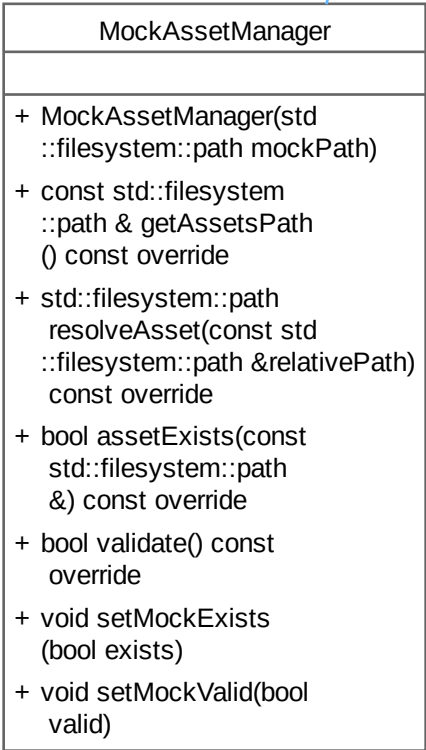 MockAssetManager
+ MockAssetManager(std
::filesystem::path mockPath)
+ const std::filesystem
::path & getAssetsPath
() const override
+ std::filesystem::path
resolveAsset(const std
::filesystem::path &relativePath)
const override
+ bool assetExists(const
std::filesystem::path
&) const override
+ bool validate() const
override
+ void setMockExists
(bool exists)
+ void setMockValid(bool
valid)